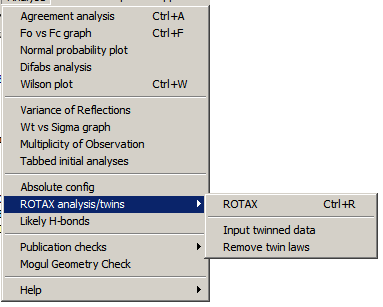 Agreement analysis Ctrl+A
Fo vs Fc graph Ctrl+F
Normal probability plot
Difabs analysis
Wilson plot Ctrl+W
Variance of Reflections
Wt vs Sigma graph
Multiplicity of Observation
Tabbed initial analyses
Absolute config
ROTAX analysis/twins
ROTAX Ctrl+R
Likely H-bonds
Input twinned data
Publication checks
Remove twin laws
Mogul Geometry Check
Help